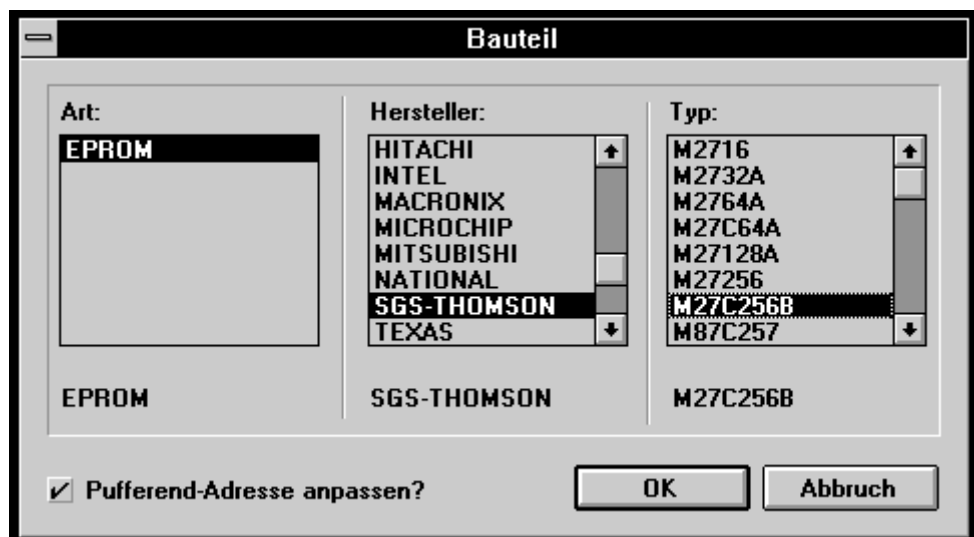 Bauteil
Art:
EPROM
EPROM
Hersteller:
HITACHI
INTEL
MACRONIX
MICROCHIP
MITSUBISHI
NATIONAL
SGS-THOMSON
TEXAS
SGS-THOMSON
Typ:
M2716
M2732A
M2764A
M27C64A
M27128A
M27256
M27C256B
M87C257
M27C256B
Pufferend-Adresse anpassen?
OK
Abbruch